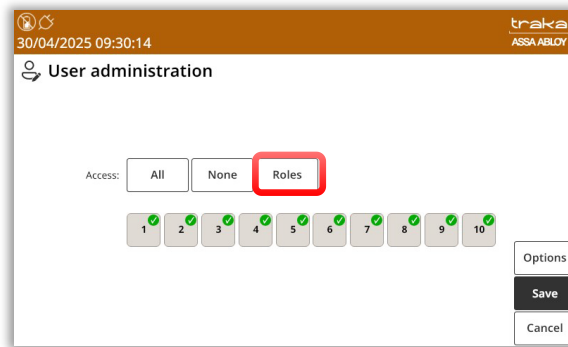 traka
30/04/2025 09:30:14
ASSA ABLOY
User administration
Access: All None Roles
1 2 3 4 5 6 7 8 9 10
Options
Save
Cancel